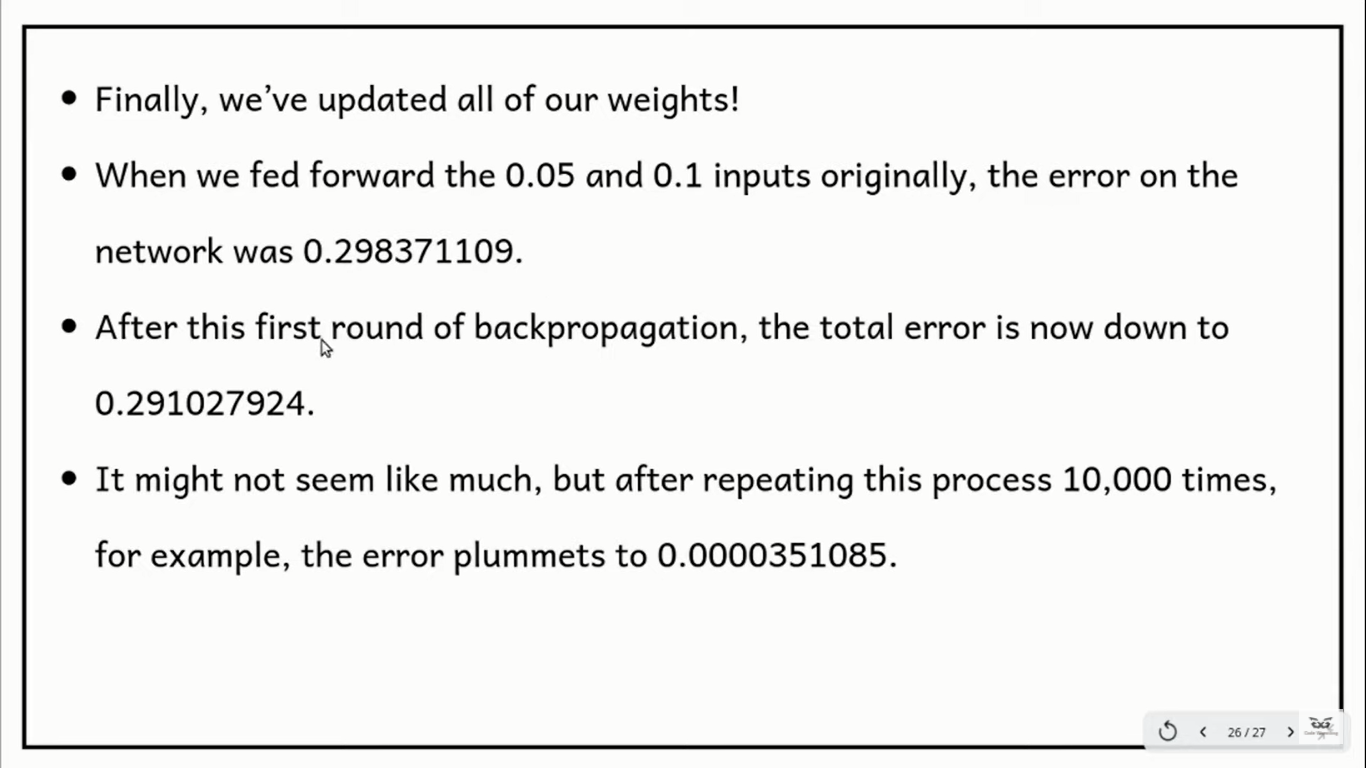 • Finally, we’ve updated all of our weights!
• When we fed forward the 0.05 and 0.1 inputs originally, the error on the
network was 0.298371109.
• After this first round of backpropagation, the total error is now down to
0.291027924.
• It might not seem like much, but after repeating this process 10,000 times,
for example, the error plummets to 0.0000351085.
26 / 27